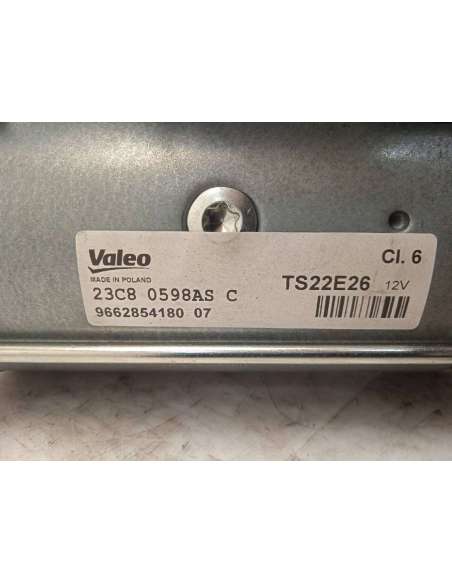 Valeo
Cl. 6
MADE IN POLAND
TS22E26 12V
23C8 0598AS C
9662854180 07